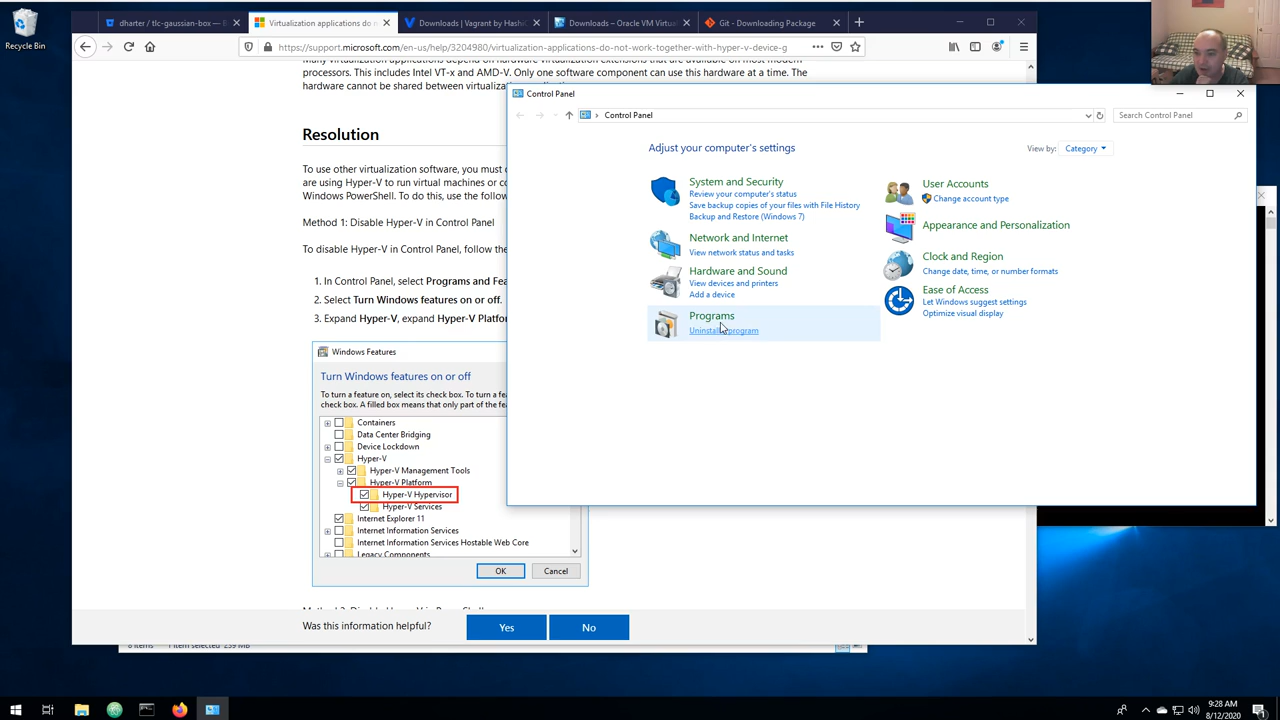 Recycle Bin
dharter / tlc-gaussian-box — B
Virtualization applications do n
Downloads | Vagrant by HashiC
Downloads – Oracle VM Virtual
Git - Downloading Package
https://support.microsoft.com/en-us/help/3204980/virtualization-applications-do-not-work-together-with-hyper-v-device-g
Many virtualization applications depend on hardware virtualization extensions that are available on most modern
processors. This includes Intel VT-x and AMD-V. Only one software component can use this hardware at a time. The
hardware cannot be shared between virtualiz
Resolution
To use other virtualization software, you must
are using Hyper-V to run virtual machines or co
Windows PowerShell. To do this, use the follow
Method 1: Disable Hyper-V in Control Panel
To disable Hyper-V in Control Panel, follow the
1. In Control Panel, select Programs and Fea
2. Select Turn Windows features on or off.
3. Expand Hyper-V, expand Hyper-V Platfor
Windows Features
Turn Windows features on or off
To turn a feature on, select its check box. To turn a fea
check box. A filled box means that only part of the fea
Containers
Data Center Bridging
Device Lockdown
Hyper-V
Hyper-V Management Tools
Hyper-V Platform
Hyper-V Hypervisor
Hyper-V Services
Internet Explorer 11
Internet Information Services
Internet Information Services Hostable Web Core
Legacy Components
OK
Cancel
Was this information helpful?
Yes
No
8 items
1 item selected 239 MB
Control Panel
Control Panel
Search Control Panel
Adjust your computer's settings
View by: Category
System and Security
Review your computer's status
Save backup copies of your files with File History
Backup and Restore (Windows 7)
Network and Internet
View network status and tasks
Hardware and Sound
View devices and printers
Add a device
Programs
Uninstall a program
User Accounts
Change account type
Appearance and Personalization
Clock and Region
Change date, time, or number formats
Ease of Access
Let Windows suggest settings
Optimize visual display
9:28 AM
8/12/2020